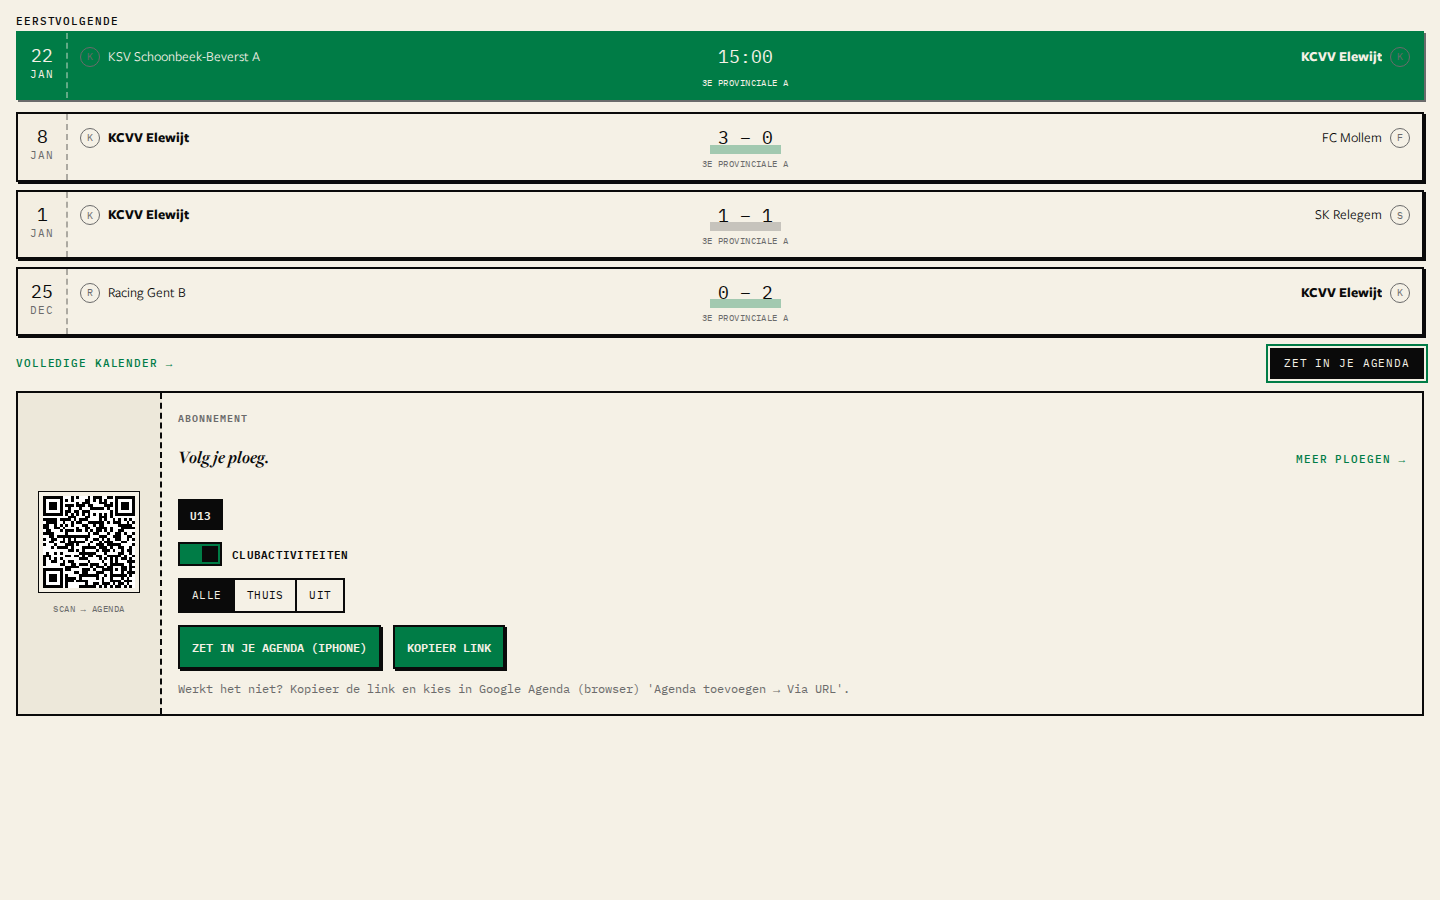 EERSTVOLGENDE
22 JAN K KSV Schoonbeek-Beverst A 15:00 3E PROVINCIALE A KCVV Elewijt K
8 JAN K KCVV Elewijt 3 – 0 3E PROVINCIALE A FC Mollem F
1 JAN K KCVV Elewijt 1 – 1 3E PROVINCIALE A SK Relegem S
25 DEC R Racing Gent B 0 – 2 3E PROVINCIALE A KCVV Elewijt K
VOLLEDIGE KALENDER → ZET IN JE AGENDA
ABONNEMENT
Volg je ploeg. MEER PLOEGEN →
U13
CLUBACTIVITEITEN
ALLE THUIS UIT
SCAN → AGENDA
ZET IN JE AGENDA (IPHONE) KOPIEER LINK
Werkt het niet? Kopieer de link en kies in Google Agenda (browser) 'Agenda toevoegen → Via URL'.